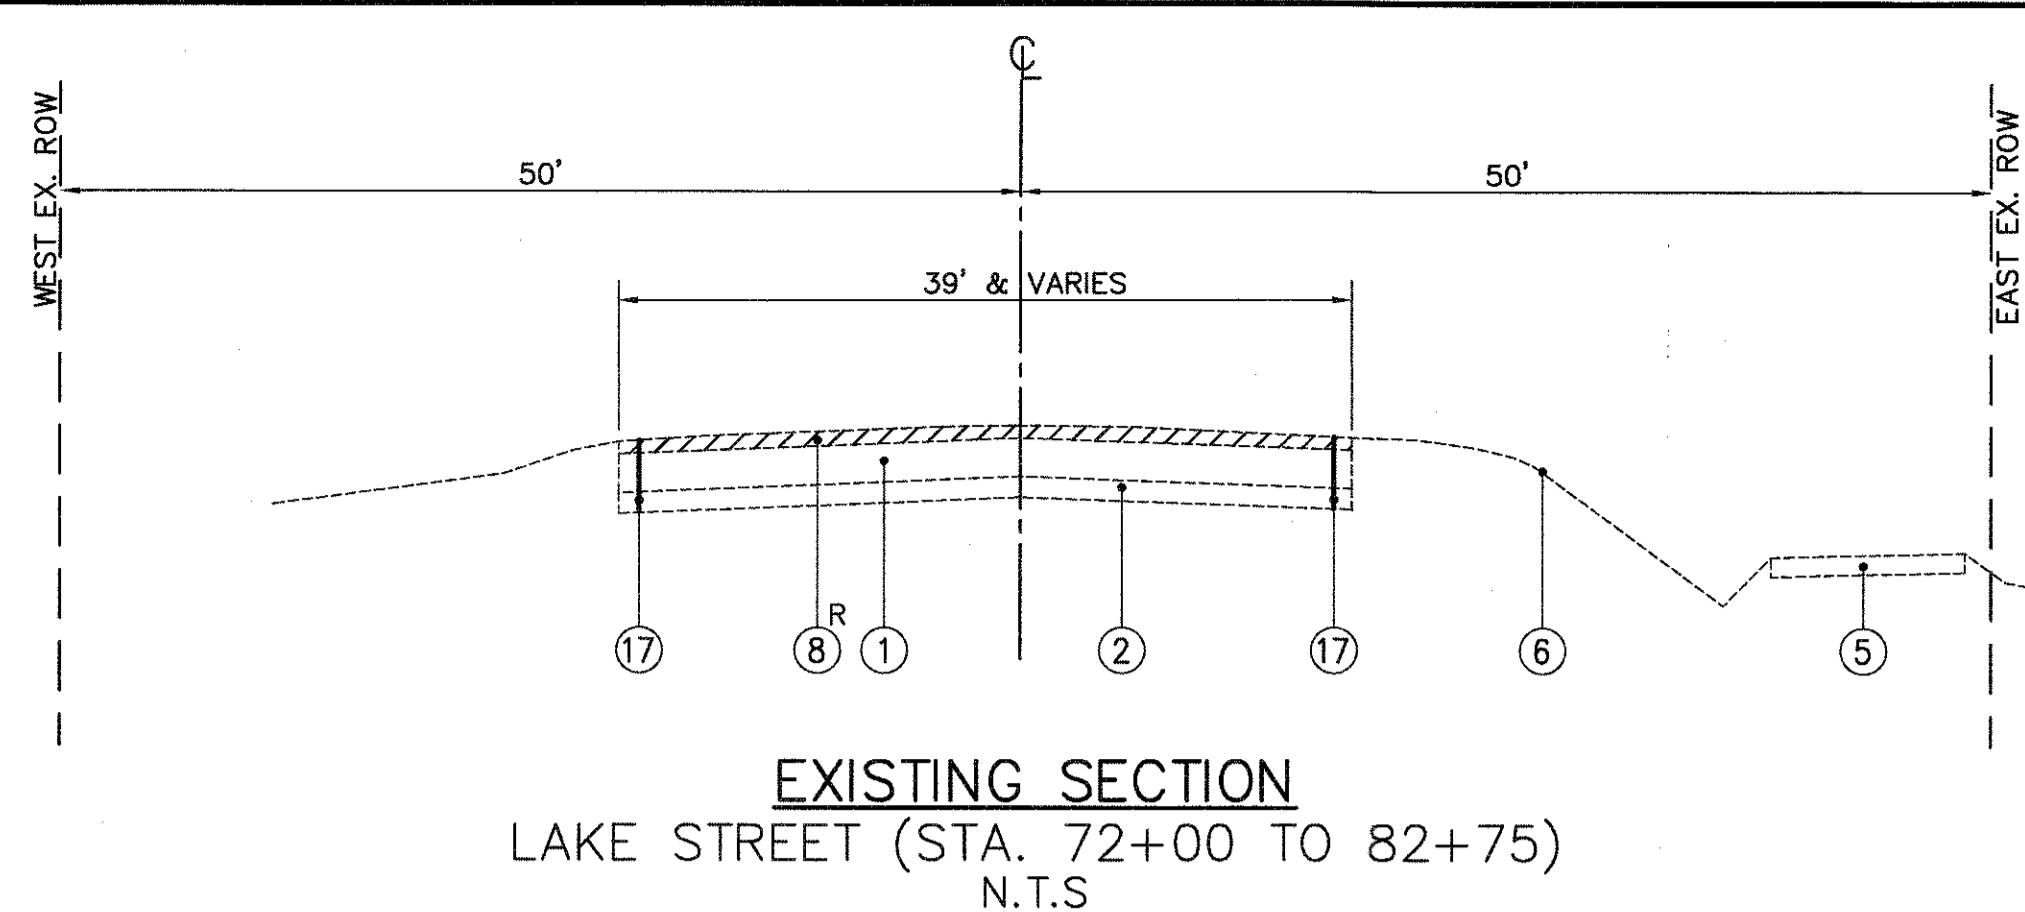 ℄
WEST EX. ROW
50'
50'
EAST EX. ROW
39' & VARIES
R
17
8
1
2
17
6
5
EXISTING SECTION
LAKE STREET (STA. 72+00 TO 82+75)
N.T.S